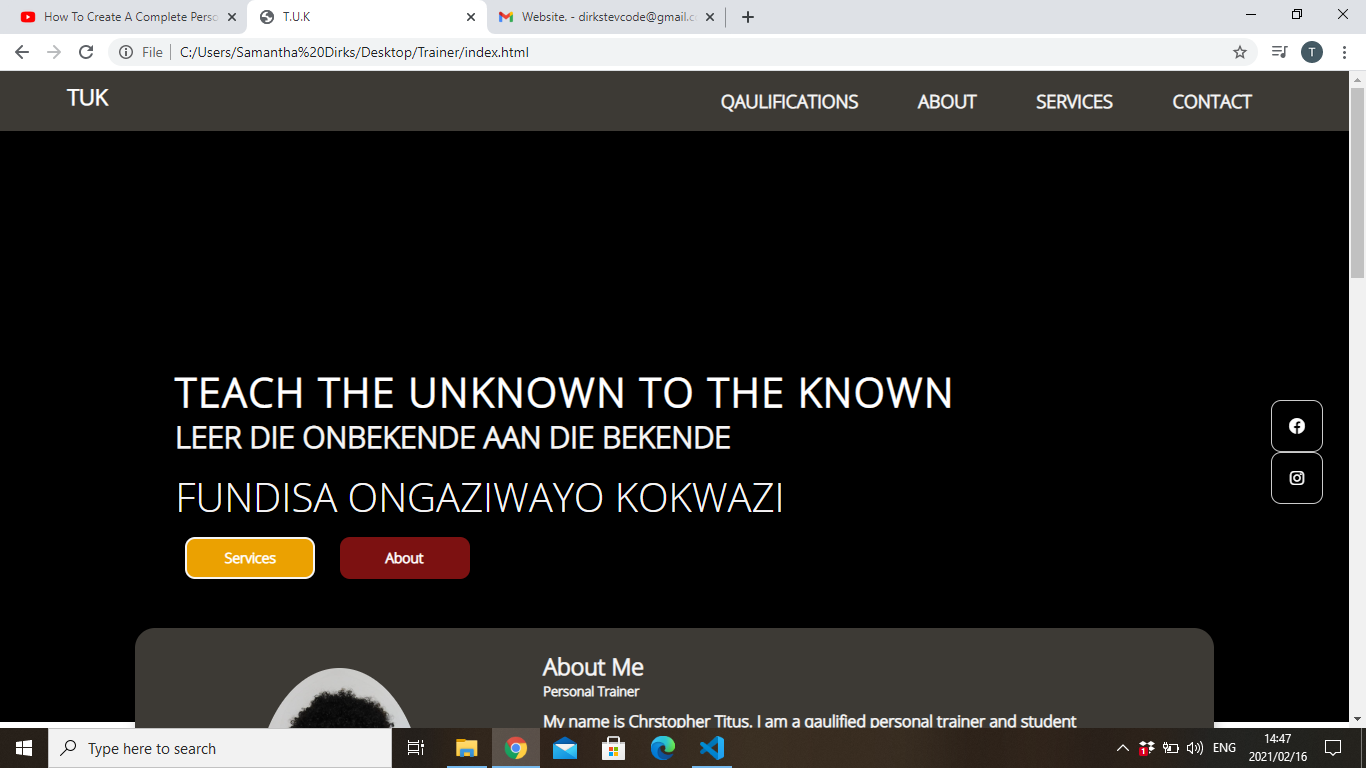 How To Create A Complete Perso
T.U.K
Website. - dirkstevcode@gmail.c
File
C:/Users/Samantha%20Dirks/Desktop/Trainer/index.html
T
TUK
QAULIFICATIONS
ABOUT
SERVICES
CONTACT
TEACH THE UNKNOWN TO THE KNOWN
LEER DIE ONBEKENDE AAN DIE BEKENDE
FUNDISA ONGAZIWAYO KOKWAZI
Services
About
About Me
Personal Trainer
My name is Chrstopher Titus. I am a qaulified personal trainer and student
Type here to search
1
ENG
14:47
2021/02/16